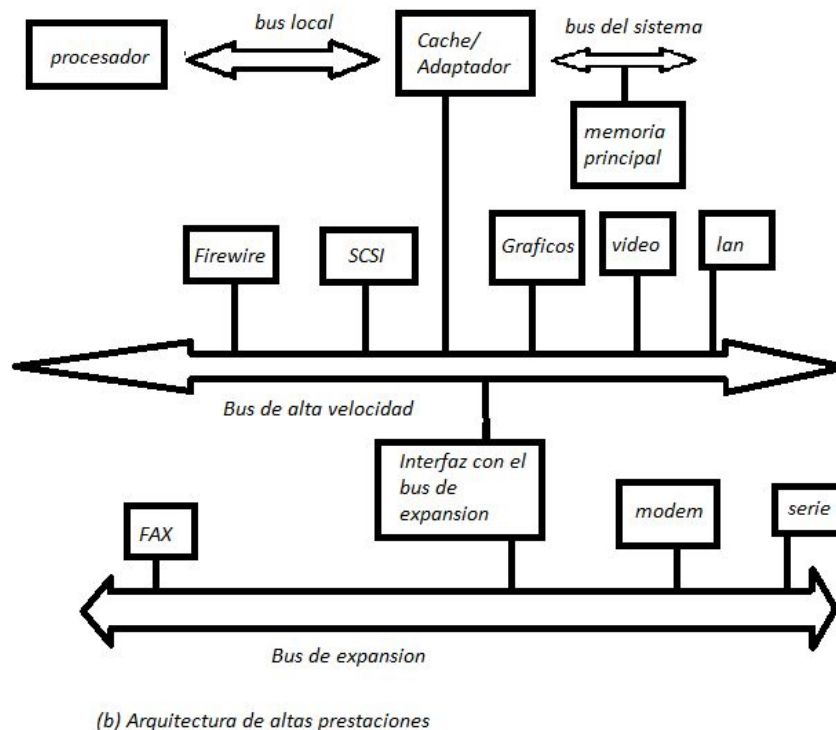 bus local
bus del sistema
procesador
Cache/
Adaptador
memoria
principal
Firewire
SCSI
Graficos
video
lan
Bus de alta velocidad
Interfaz con el
bus de
expansion
FAX
modem
serie
Bus de expansion
(b) Arquitectura de altas prestaciones